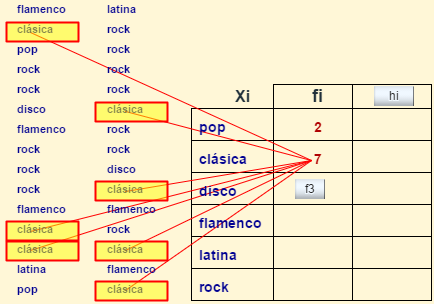 flamenco latina
clásica rock
pop rock
rock rock
rock rock
disco clásica
flamenco rock
rock rock
rock disco
rock clásica
flamenco flamenco
clásica rock
clásica clásica
latina flamenco
pop clásica
Xi fi hi
pop 2
clásica 7
disco f3
flamenco
latina
rock